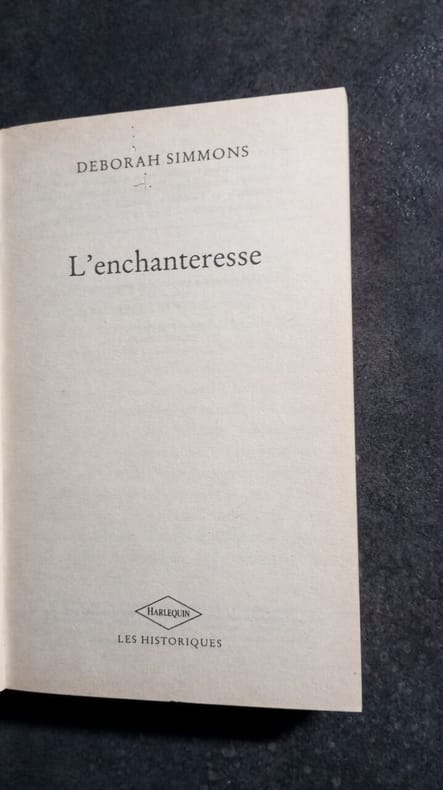 DEBORAH SIMMONS
L'enchanteresse
HARLEQUIN
LES HISTORIQUES